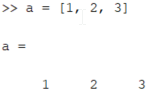 >> a = [1, 2, 3]
a =
1 2 3